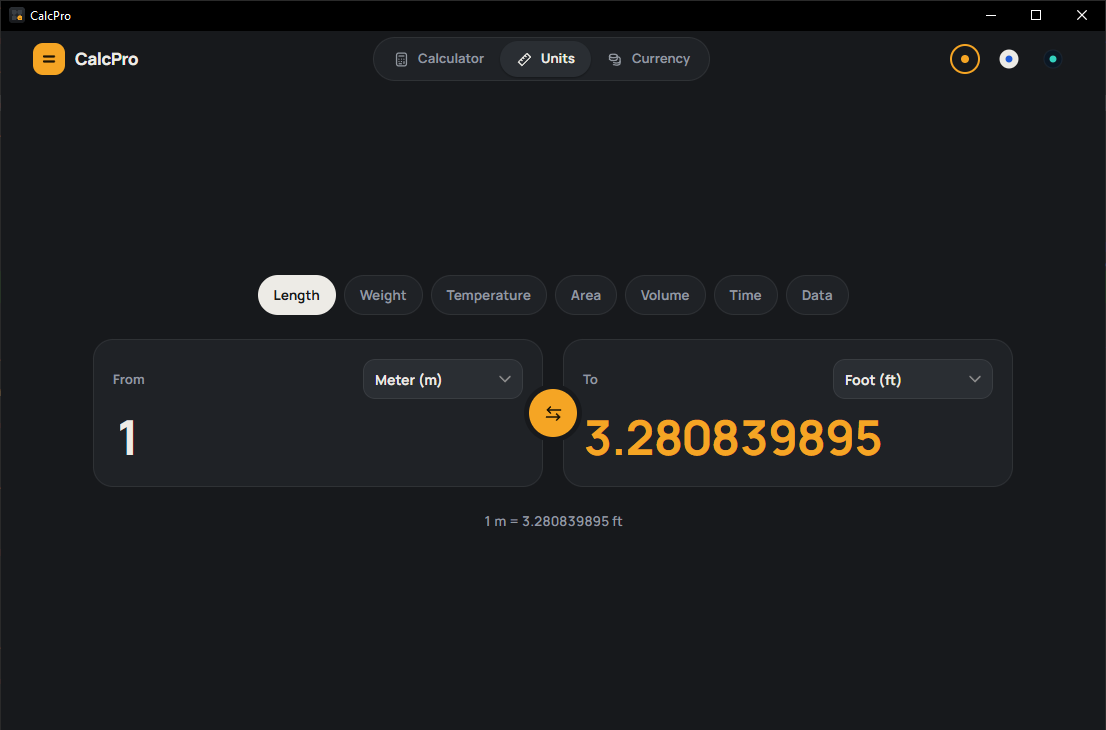 CalcPro
CalcPro
Calculator Units Currency
Length Weight Temperature Area Volume Time Data
From Meter (m)
1
To Foot (ft)
3.280839895
1 m = 3.280839895 ft